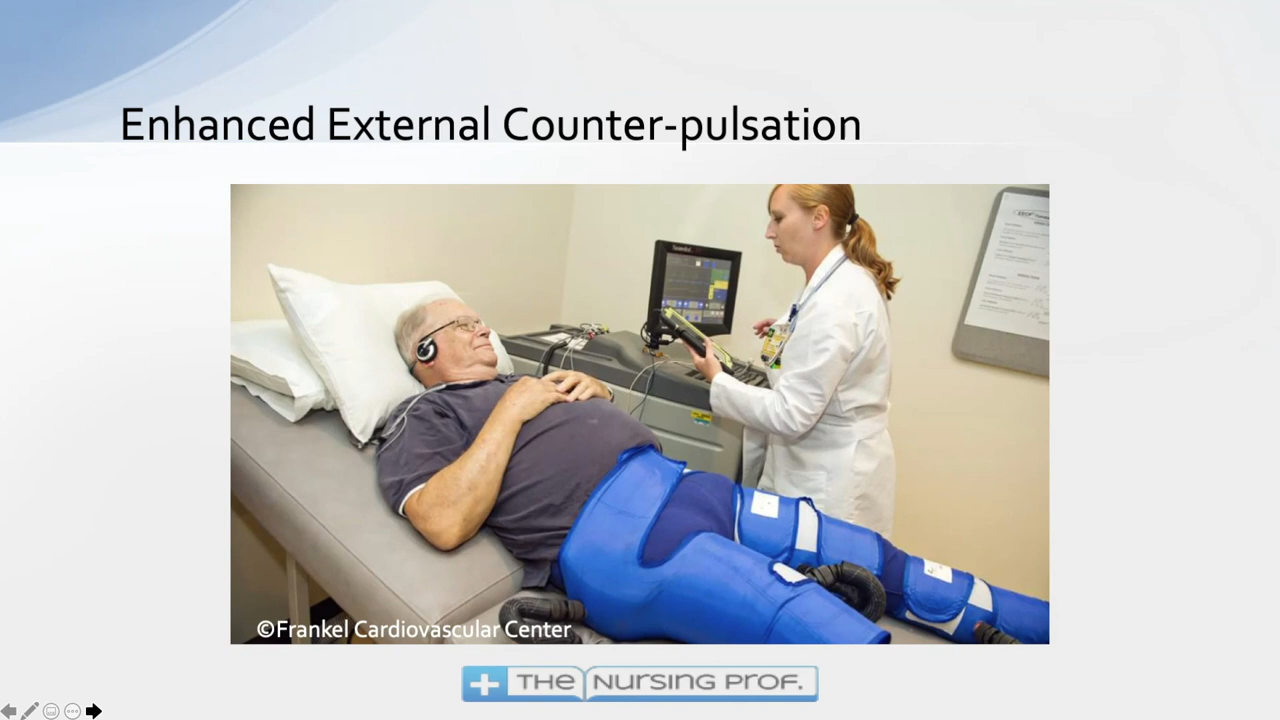 Enhanced External Counter-pulsation
©Frankel Cardiovascular Center
THE NURSING PROF.